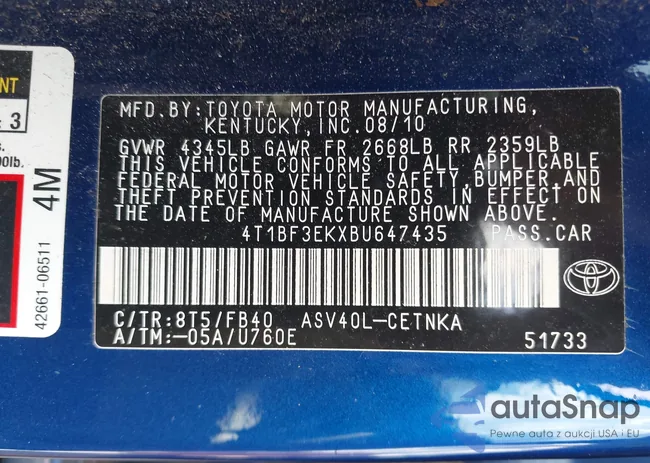 NT
: 3
s.
00lb.
4M
42661-06511
MFD.BY:TOYOTA MOTOR MANUFACTURING,
KENTUCKY,INC.08/10
GVWR 4345LB GAWR FR 2668LB RR 2359LB
THIS VEHICLE CONFORMS TO ALL APPLICABLE
FEDERAL MOTOR VEHICLE SAFETY,BUMPER,AND
THEFT PREVENTION STANDARDS IN EFFECT ON
THE DATE OF MANUFACTURE SHOWN ABOVE.
4T1BF3EKXBU647435 PASS.CAR
C/TR:8T5/FB40 ASV40L-CETNKA
A/TM:-05A/U760E 51733
autaSnap
Pewne auta z aukcji USA i EU